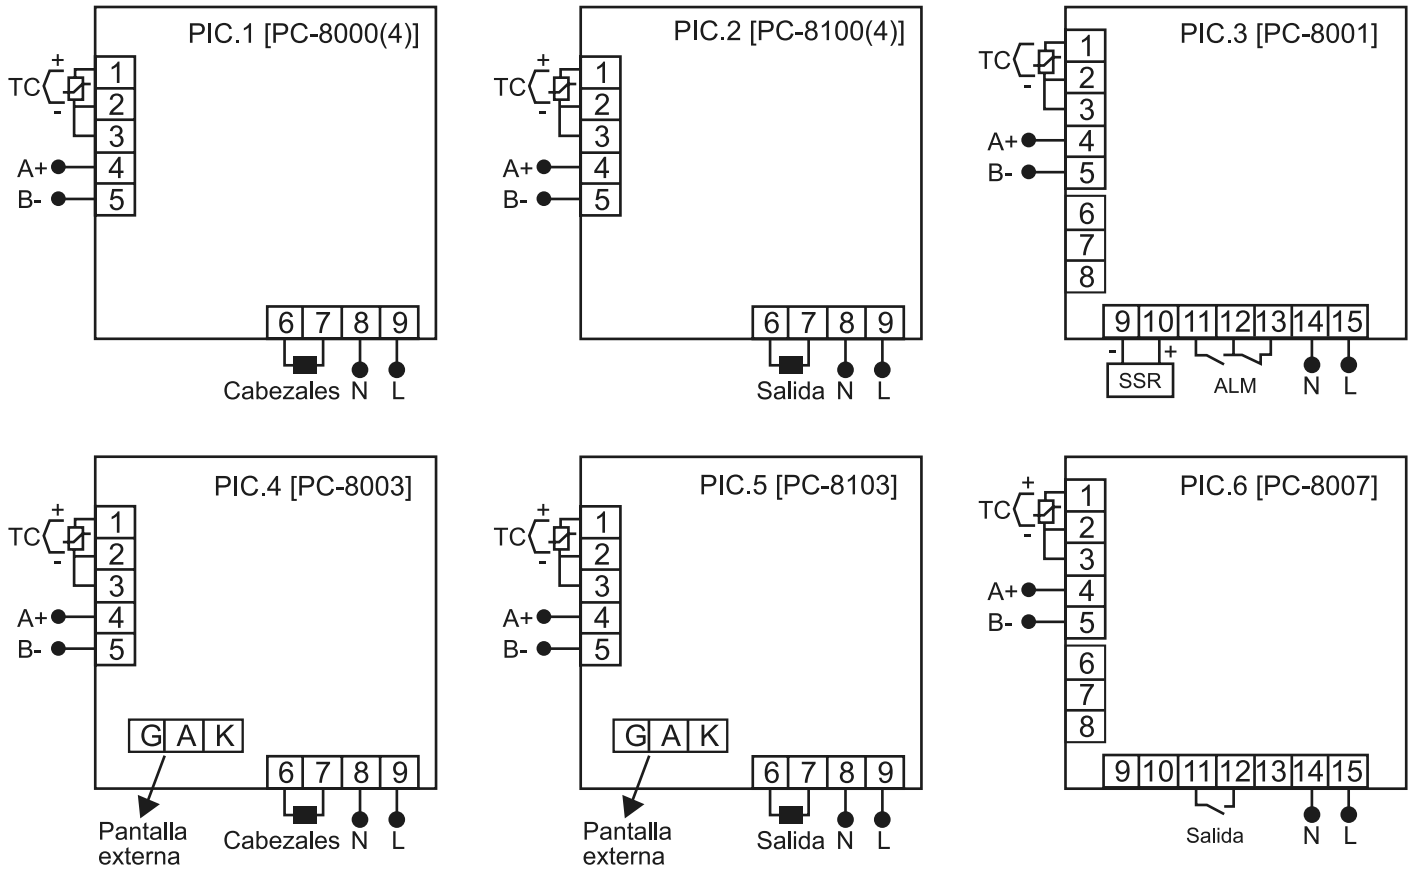 PIC.1 [PC-8000(4)]
+
TC
-
1
2
3
A+ 4
B- 5
6 7 8 9
Cabezales N L
PIC.2 [PC-8100(4)]
+
TC
-
1
2
3
A+ 4
B- 5
6 7 8 9
Salida N L
PIC.3 [PC-8001]
+
TC
-
1
2
3
A+ 4
B- 5
6
7
8
9 10 11 12 13 14 15
- +
SSR ALM N L
PIC.4 [PC-8003]
+
TC
-
1
2
3
A+ 4
B- 5
G A K
6 7 8 9
Pantalla
externa
Cabezales N L
PIC.5 [PC-8103]
+
TC
-
1
2
3
A+ 4
B- 5
G A K
6 7 8 9
Pantalla
externa
Salida N L
PIC.6 [PC-8007]
+
TC
-
1
2
3
A+ 4
B- 5
6
7
8
9 10 11 12 13 14 15
Salida N L